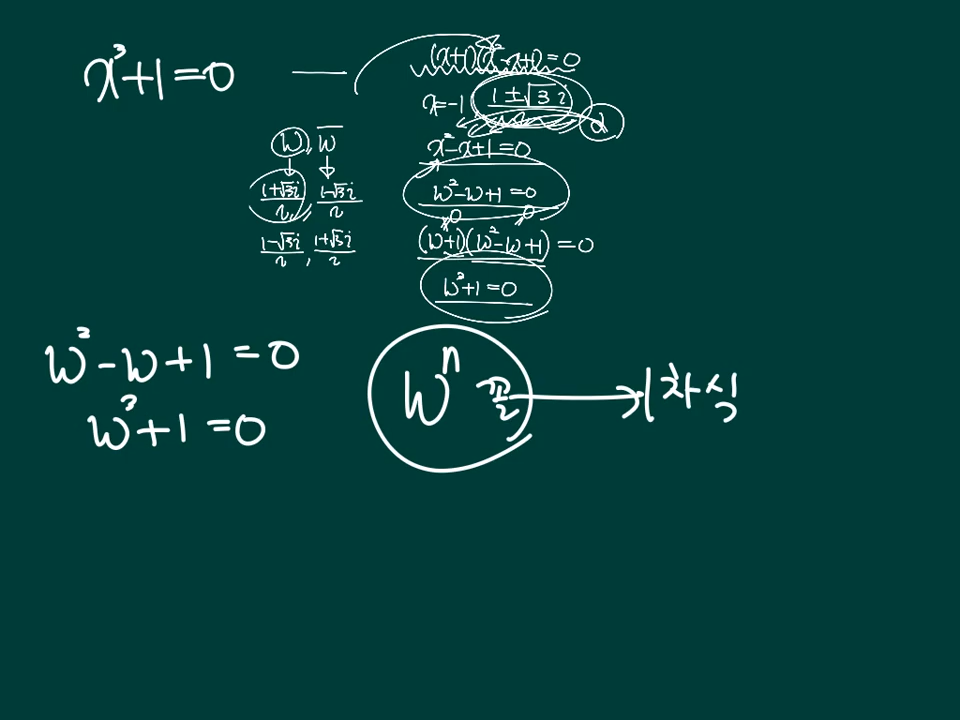 x³+1=0
(x+1)(x²-x+1)=0
x=-1 1±√3i
2
x²-x+1=0
w, w̅
1+√3i/2, 1-√3i/2
1-√3i/2, 1+√3i/2
w²-w+1=0
0 0
(w+1)(w²-w+1)=0
w³+1=0
w²-w+1=0
w³+1=0
wⁿ 꼴 → 1차식